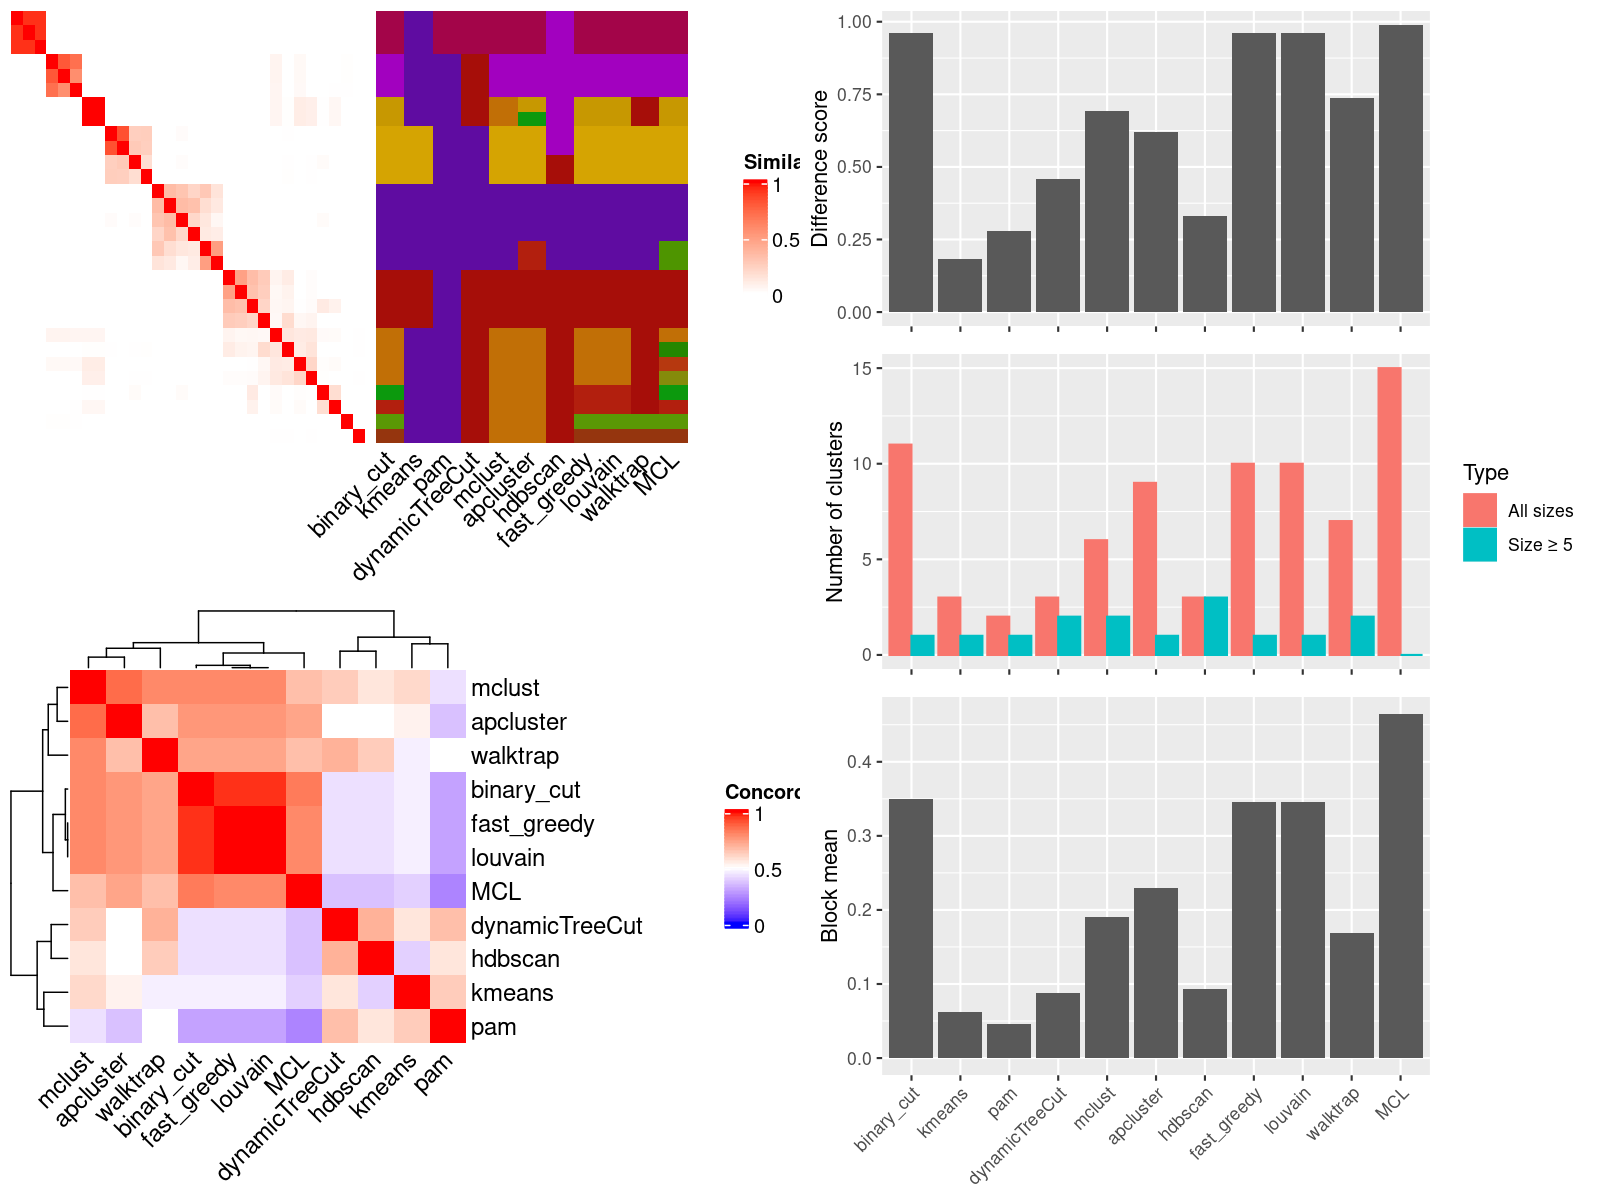 Simila
1
0.5
0
binary_cut
kmeans
pam
dynamicTreeCut
mclust
apcluster
hdbscan
fast_greedy
louvain
walktrap
MCL
mclust
apcluster
walktrap
binary_cut
fast_greedy
louvain
MCL
dynamicTreeCut
hdbscan
kmeans
pam
mclust
apcluster
walktrap
binary_cut
fast_greedy
louvain
MCL
dynamicTreeCut
hdbscan
kmeans
pam
Concord
1
0.5
0
Difference score
1.00
0.75
0.50
0.25
0.00
Number of clusters
15
10
5
0
Type
All sizes
Size ≥ 5
Block mean
0.4
0.3
0.2
0.1
0.0
binary_cut
kmeans
pam
dynamicTreeCut
mclust
apcluster
hdbscan
fast_greedy
louvain
walktrap
MCL